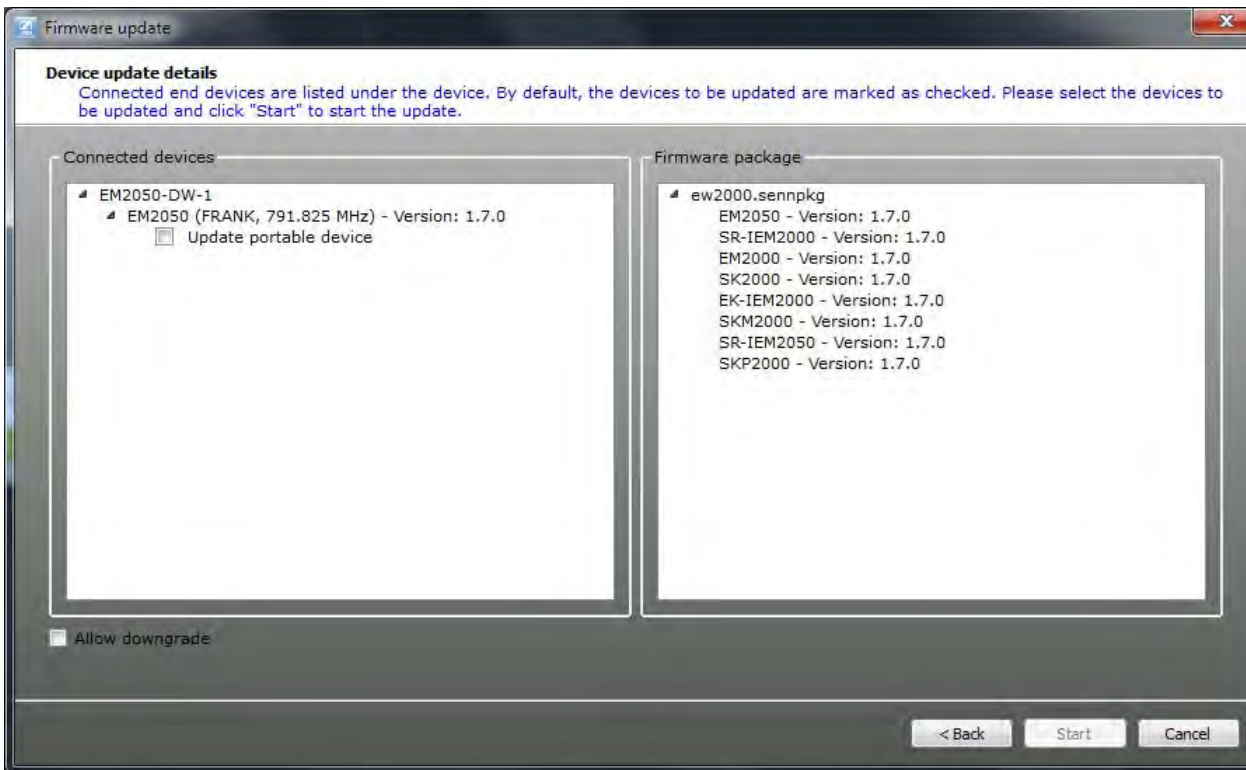 Firmware update
Device update details
Connected end devices are listed under the device. By default, the devices to be updated are marked as checked. Please select the devices to
be updated and click "Start" to start the update.
Connected devices
EM2050-DW-1
EM2050 (FRANK, 791.825 MHz) - Version: 1.7.0
Update portable device
Firmware package
ew2000.sennpkg
EM2050 - Version: 1.7.0
SR-IEM2000 - Version: 1.7.0
EM2000 - Version: 1.7.0
SK2000 - Version: 1.7.0
EK-IEM2000 - Version: 1.7.0
SKM2000 - Version: 1.7.0
SR-IEM2050 - Version: 1.7.0
SKP2000 - Version: 1.7.0
Allow downgrade
< Back
Start
Cancel